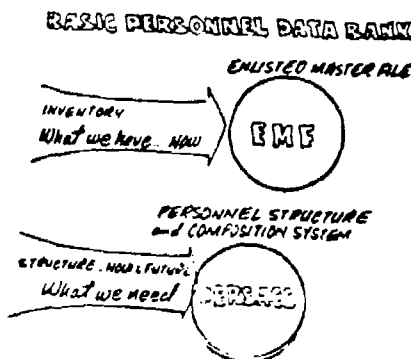 BASIC PERSONNEL DATA BANK
ENLISTED MASTER FILE
INVENTORY
What we have.. NOW
EMF
PERSONNEL STRUCTURE
and COMPOSITION SYSTEM
STRUCTURE.. NOW & FUTURE
What we need